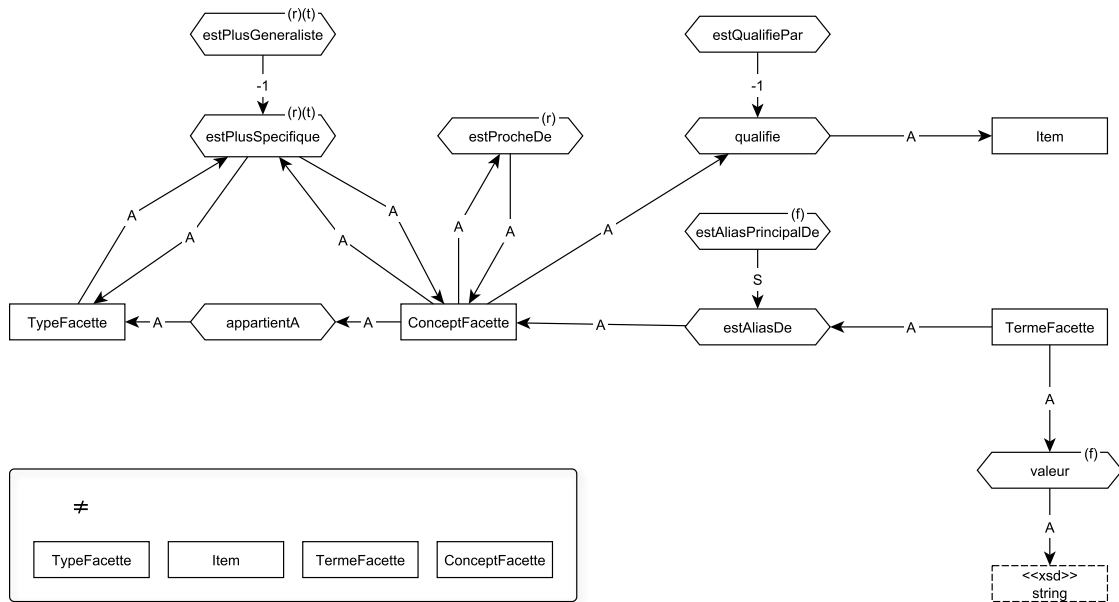 (r)(t)
estPlusGeneraliste
estQualifiePar
-1
-1
(r)(t)
estPlusSpecifique
(r)
estProcheDe
qualifie
A
Item
A
A
A
A
A
A
A
(f)
estAliasPrincipalDe
S
TypeFacette
A
appartientA
A
ConceptFacette
A
estAliasDe
A
TermeFacette
A
(f)
valeur
A
<<xsd>>
string
≠
TypeFacette
Item
TermeFacette
ConceptFacette